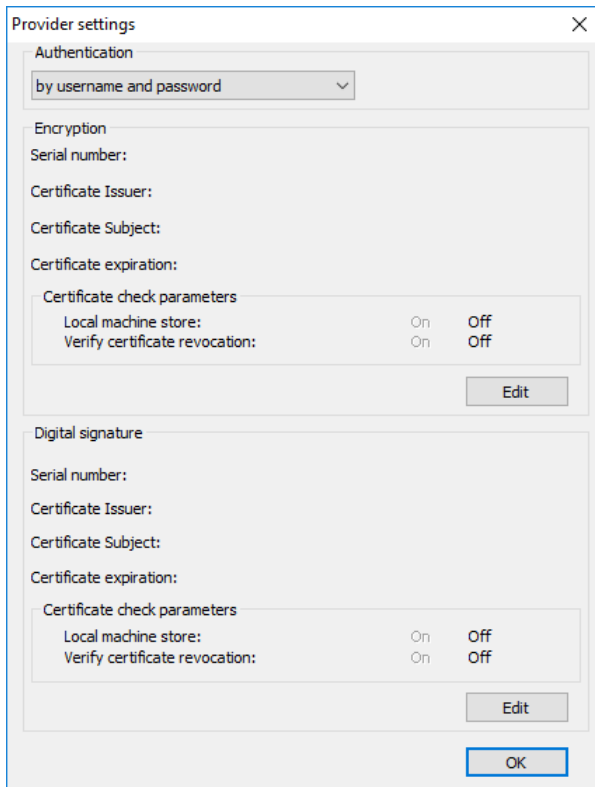 Provider settings
Authentication
by username and password
Encryption
Serial number:
Certificate Issuer:
Certificate Subject:
Certificate expiration:
Certificate check parameters
Local machine store: On Off
Verify certificate revocation: On Off
Edit
Digital signature
Serial number:
Certificate Issuer:
Certificate Subject:
Certificate expiration:
Certificate check parameters
Local machine store: On Off
Verify certificate revocation: On Off
Edit
OK